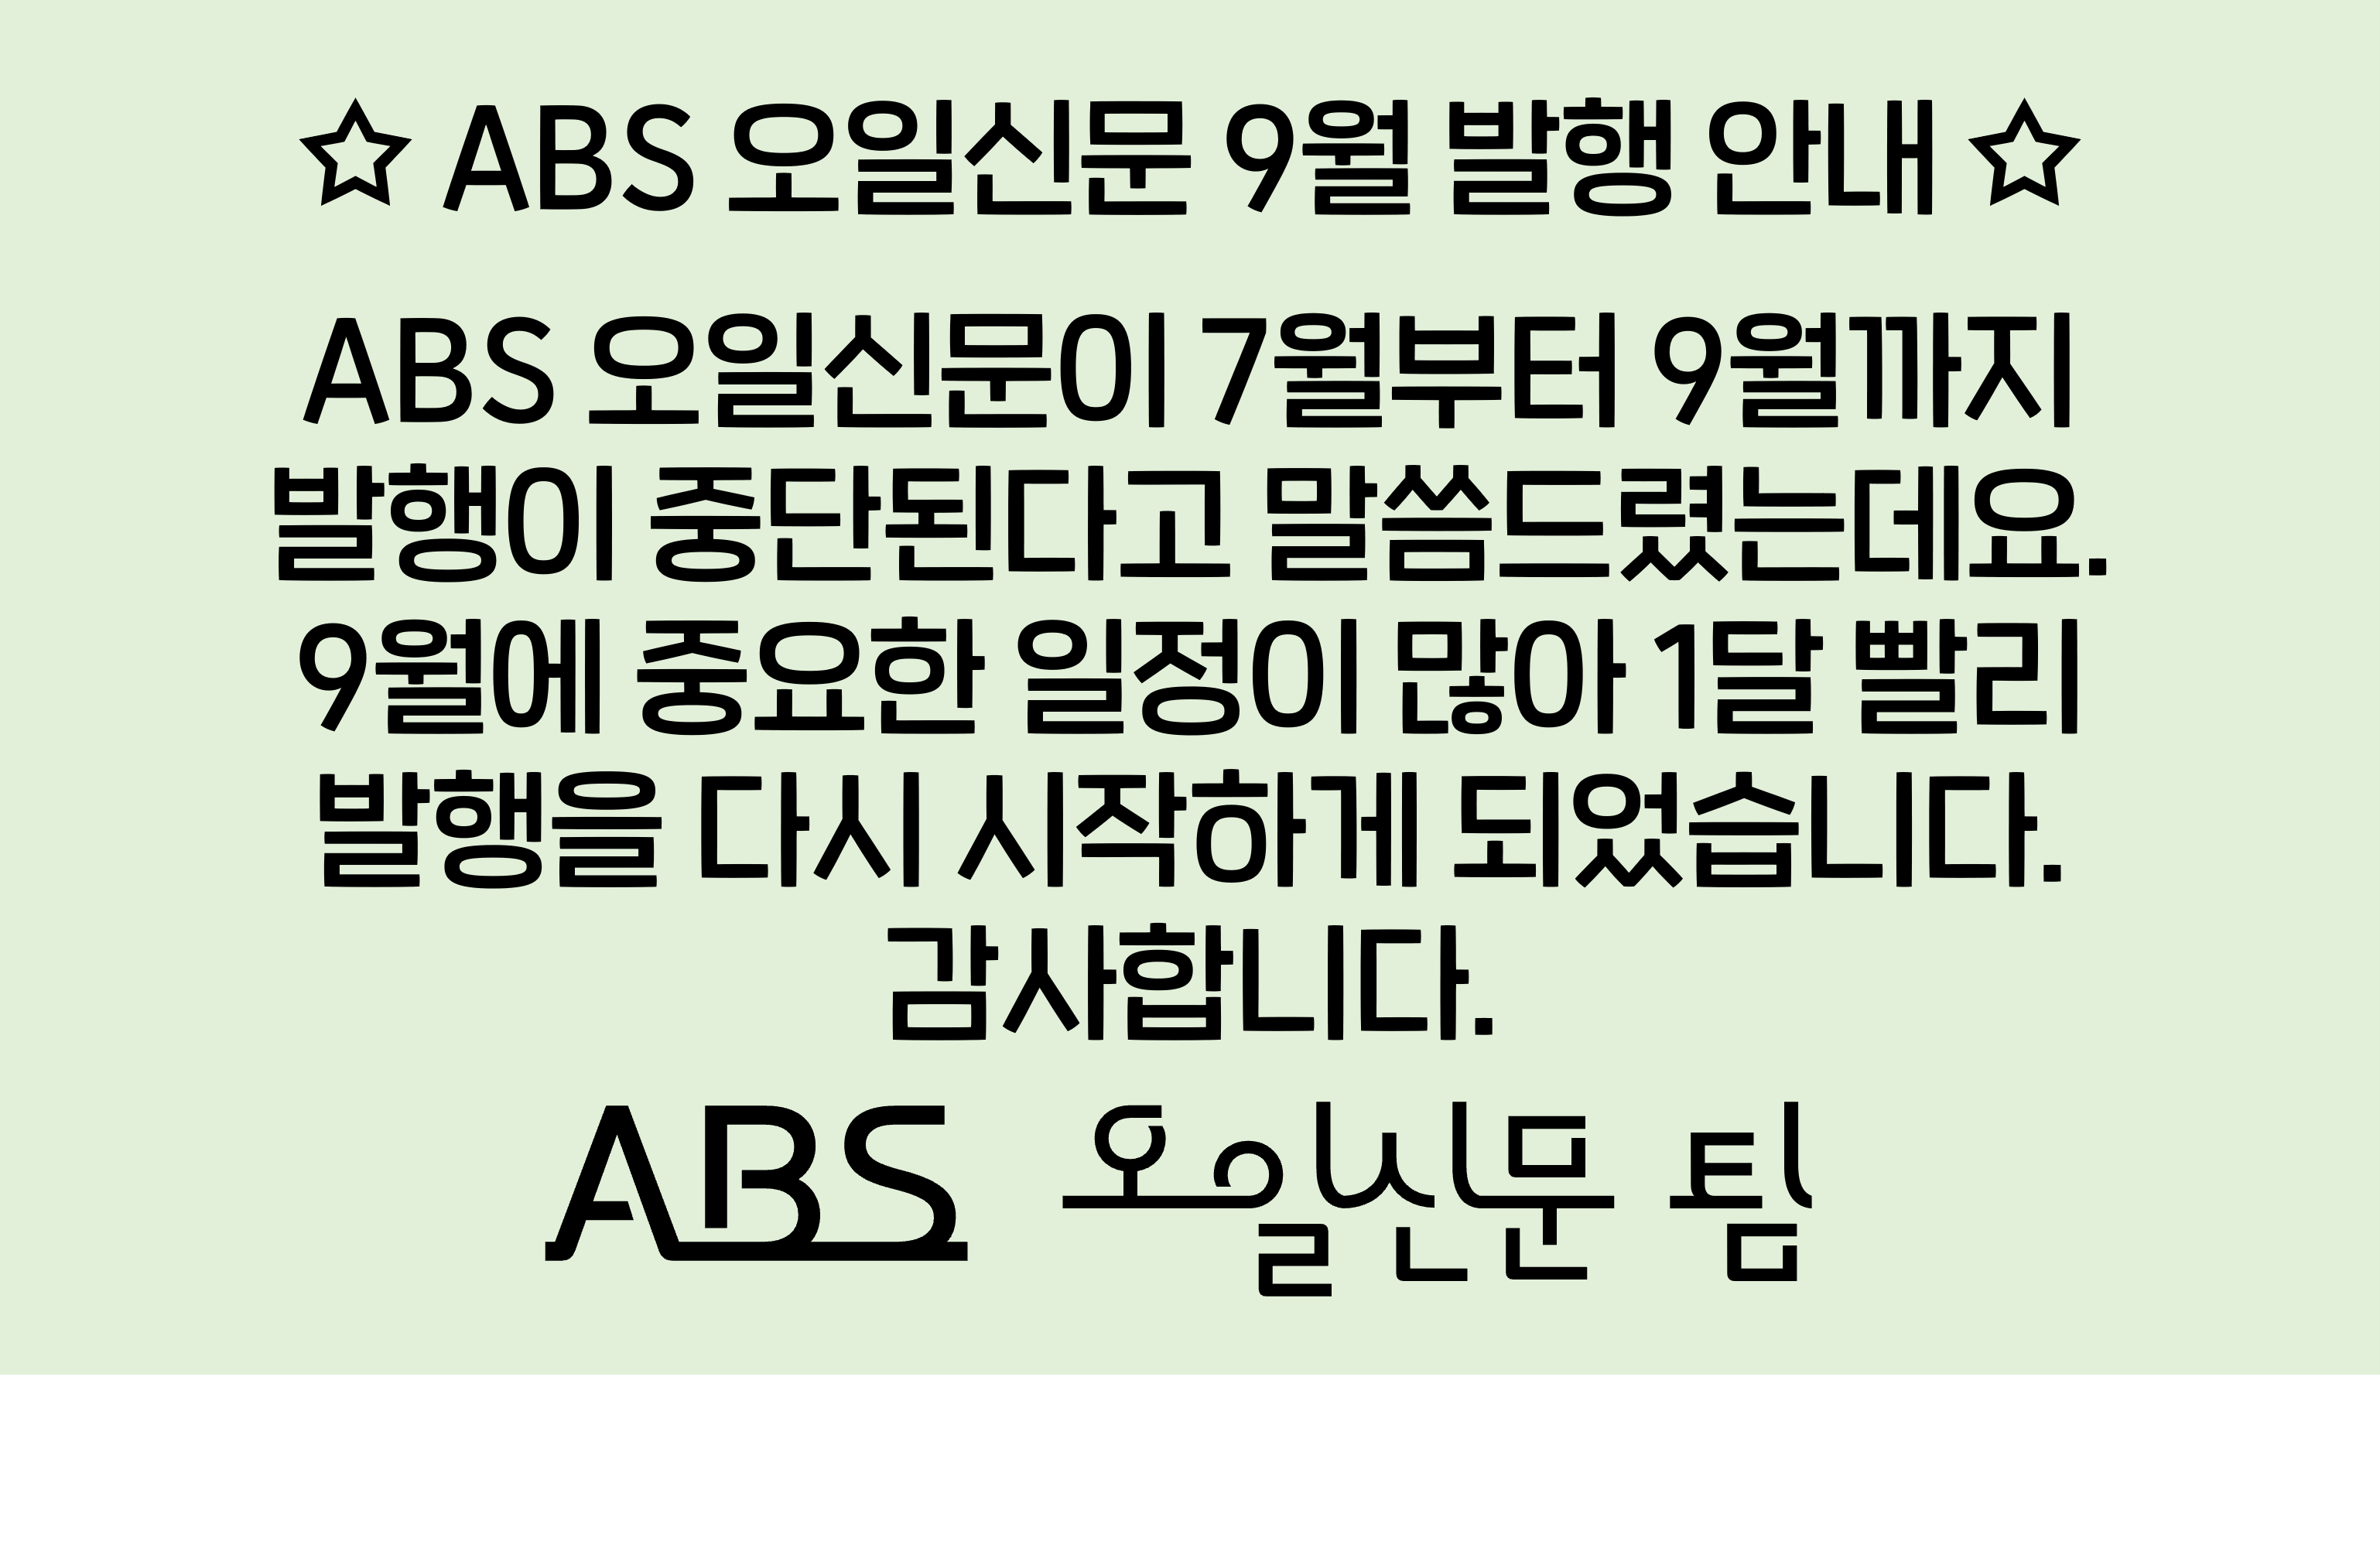 ☆ ABS 오일신문 9월 발행 안내 ☆
ABS 오일신문이 7월부터 9월까지
발행이 중단된다고 말씀드렸는데요.
9월에 중요한 일정이 많아 1달 빨리
발행을 다시 시작하게 되었습니다.
감사합니다.
ABS 오일신문 팀